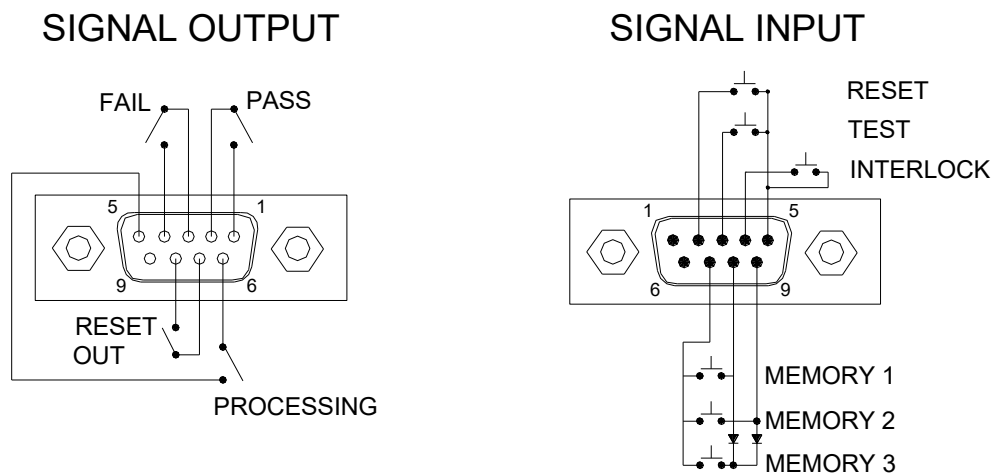 SIGNAL OUTPUT
FAIL
PASS
5
1
9
6
RESET
OUT
PROCESSING
SIGNAL INPUT
RESET
TEST
INTERLOCK
1
5
6
9
MEMORY 1
MEMORY 2
MEMORY 3